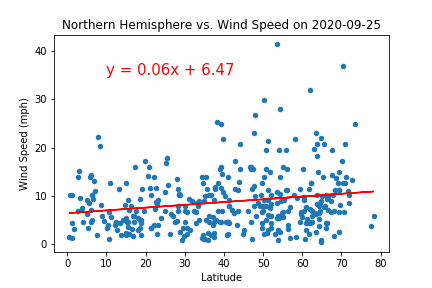 Northern Hemisphere vs. Wind Speed on 2020-09-25
y = 0.06x + 6.47
Wind Speed (mph)
40
30
20
10
0
0 10 20 30 40 50 60 70 80
Latitude